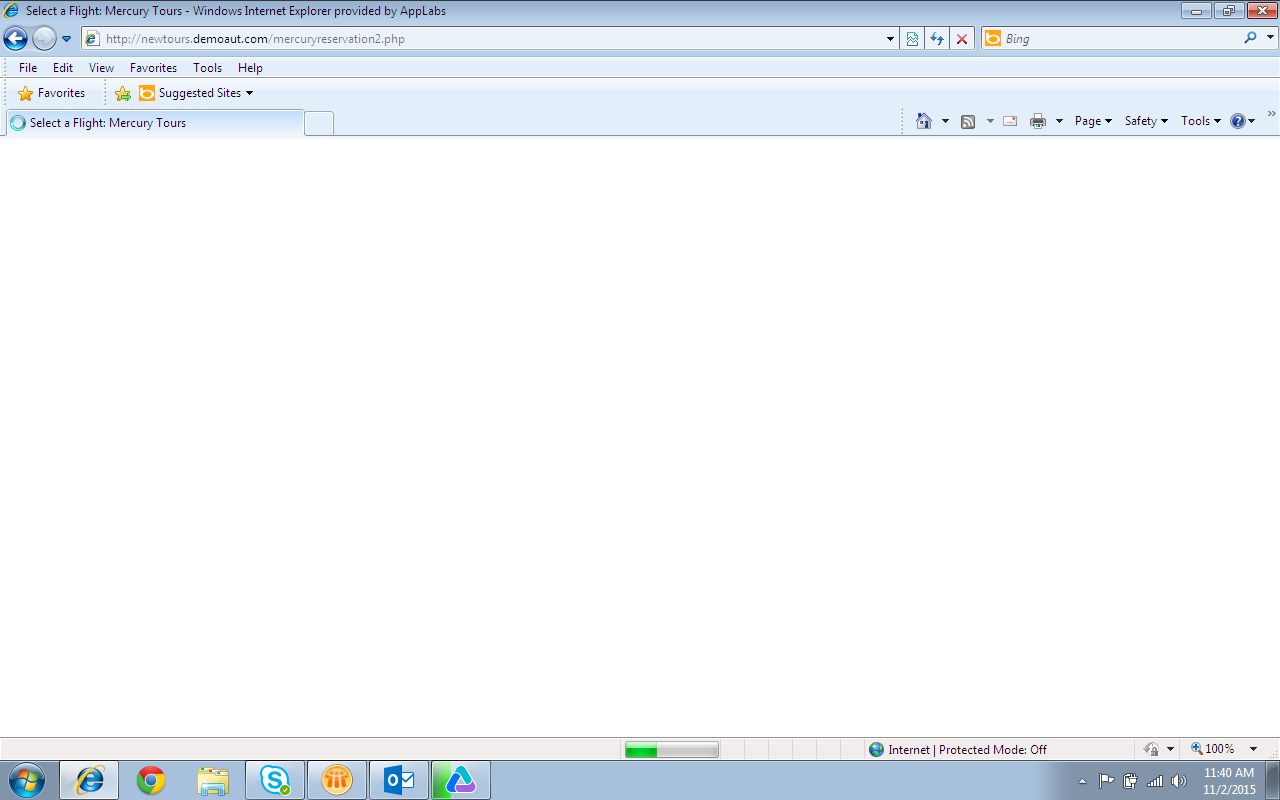 Select a Flight: Mercury Tours - Windows Internet Explorer provided by AppLabs
http://newtours.demoaut.com/mercuryreservation2.php
Bing
File Edit View Favorites Tools Help
Favorites Suggested Sites
Select a Flight: Mercury Tours
Page Safety Tools
Internet | Protected Mode: Off
100%
11:40 AM
11/2/2015